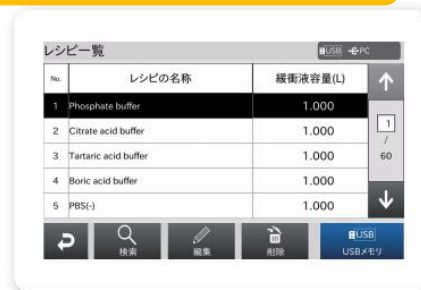 レシピ一覧 USB PC
No. レシピの名称 緩衝液容量(L)
1 Phosphate buffer 1.000
2 Citrate acid buffer 1.000
3 Tartaric acid buffer 1.000
4 Boric acid buffer 1.000
5 PBS(-) 1.000
1
/
60
検索 編集 削除 USB
USBメモリ